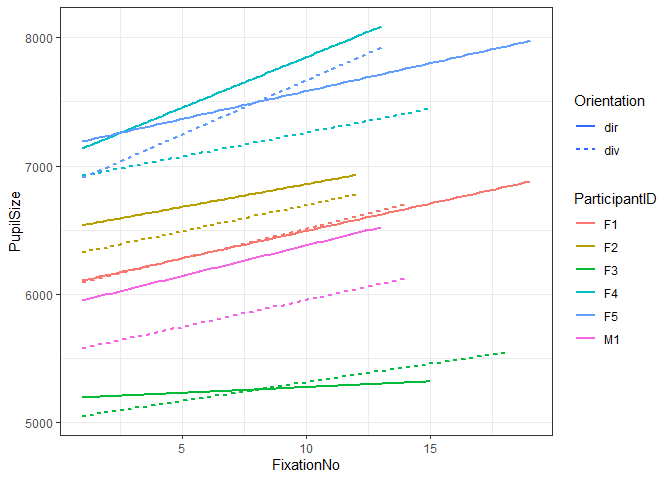 8000
7000
6000
5000
PupilSize
5
10
15
FixationNo
Orientation
dir
div
ParticipantID
F1
F2
F3
F4
F5
M1